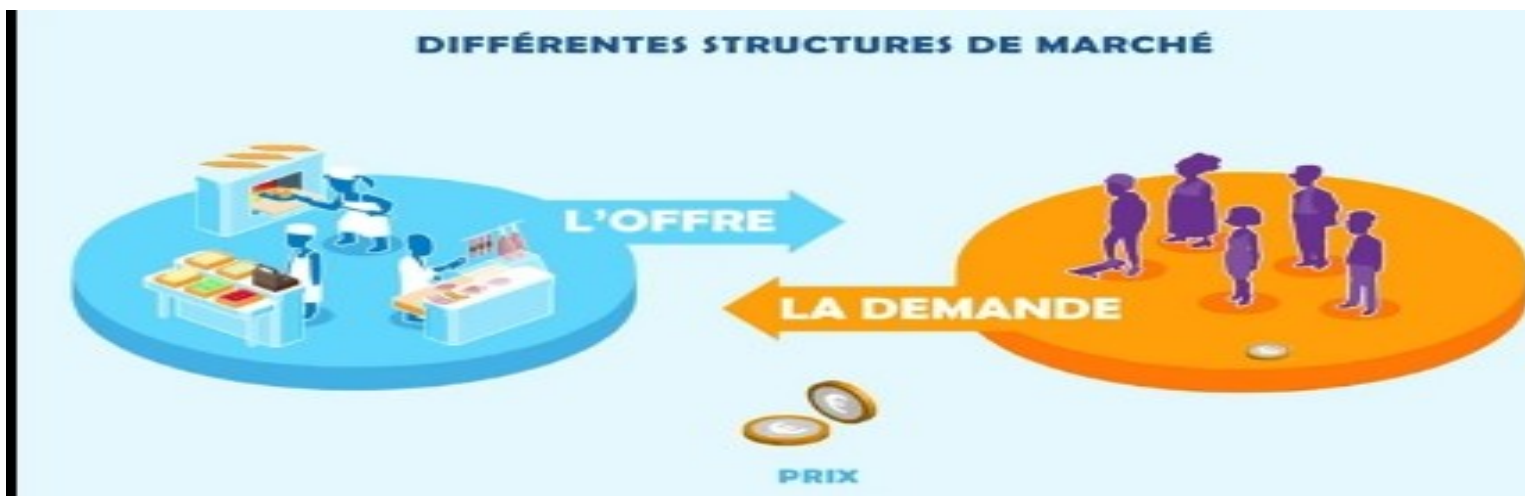 DIFFÉRENTES STRUCTURES DE MARCHÉ
L'OFFRE
LA DEMANDE
€
€
€
PRIX